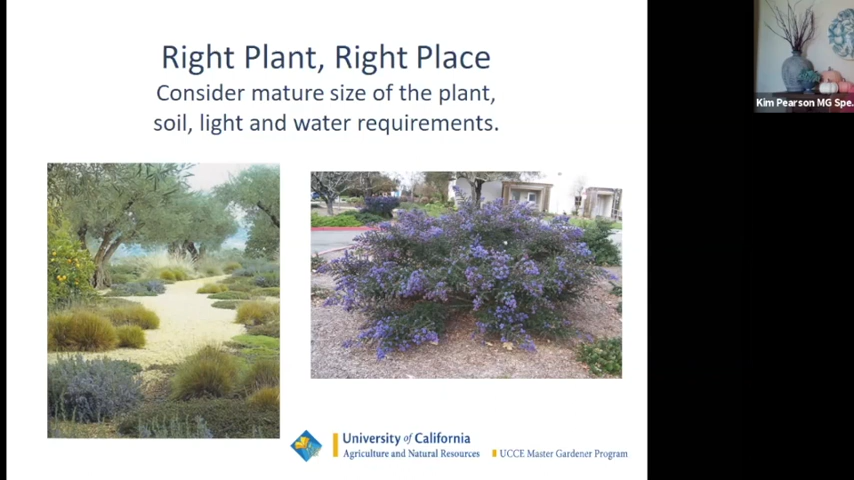 Right Plant, Right Place
Consider mature size of the plant,
soil, light and water requirements.
Kim Pearson MG Spe...
University of California
Agriculture and Natural Resources
UCCE Master Gardener Program